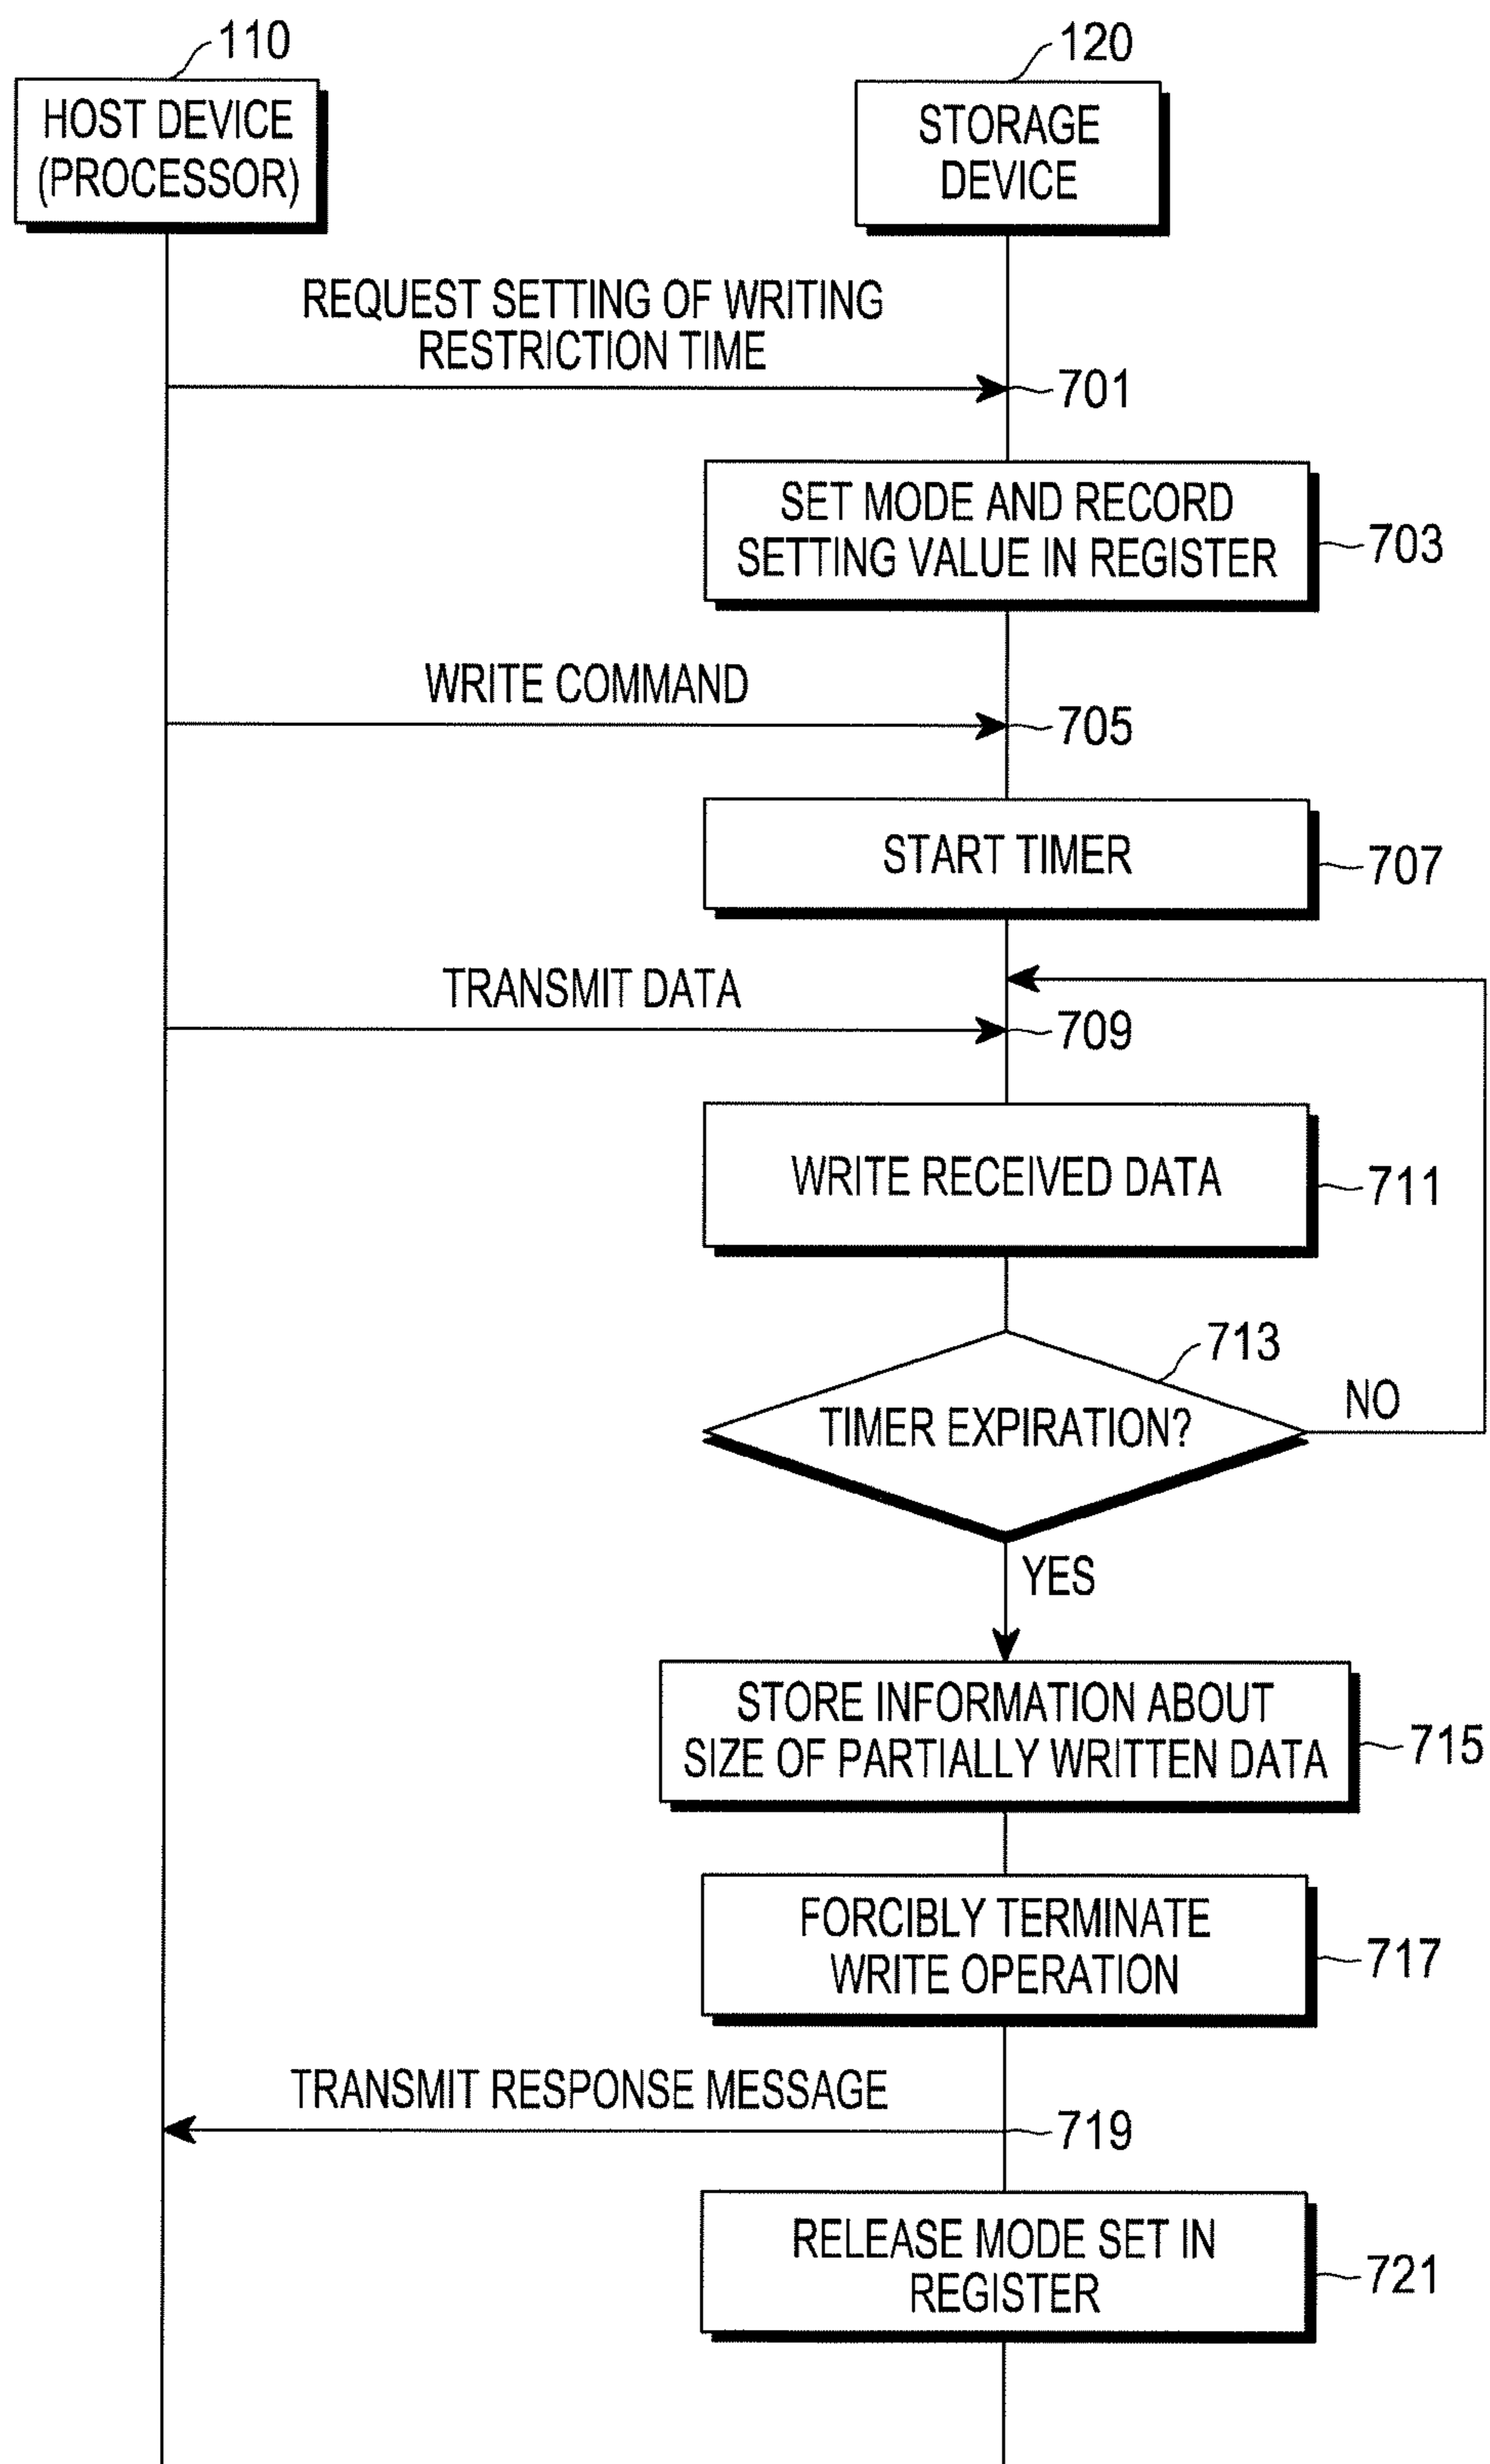 110
120
HOST DEVICE
(PROCESSOR)
STORAGE
DEVICE
REQUEST SETTING OF WRITING
RESTRICTION TIME
701
SET MODE AND RECORD
SETTING VALUE IN REGISTER
703
WRITE COMMAND
705
START TIMER
707
TRANSMIT DATA
709
WRITE RECEIVED DATA
711
713
TIMER EXPIRATION?
NO
YES
STORE INFORMATION ABOUT
SIZE OF PARTIALLY WRITTEN DATA
715
FORCIBLY TERMINATE
WRITE OPERATION
717
TRANSMIT RESPONSE MESSAGE
719
RELEASE MODE SET IN
REGISTER
721